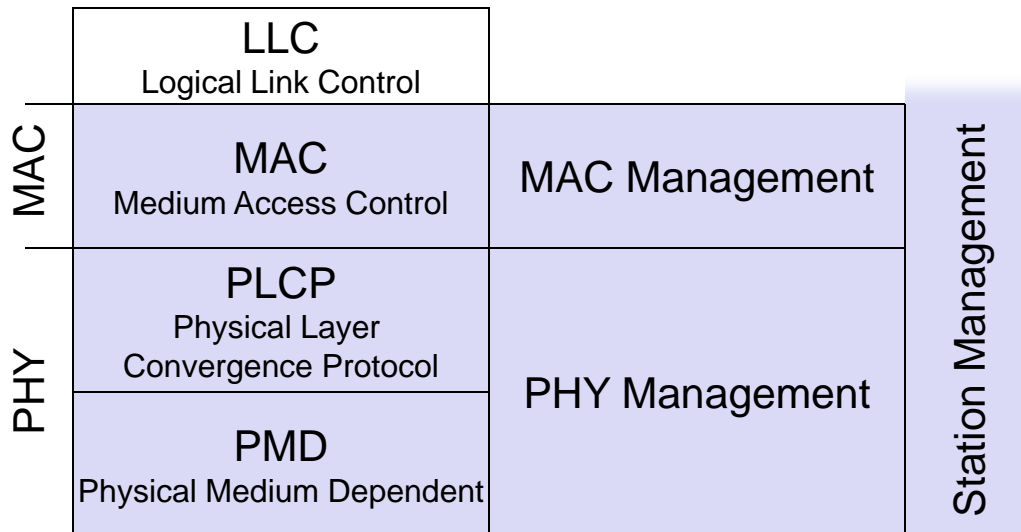 LLC
Logical Link Control
MAC
MAC
Medium Access Control
MAC Management
PHY
PLCP
Physical Layer
Convergence Protocol
PMD
Physical Medium Dependent
PHY Management
Station Management